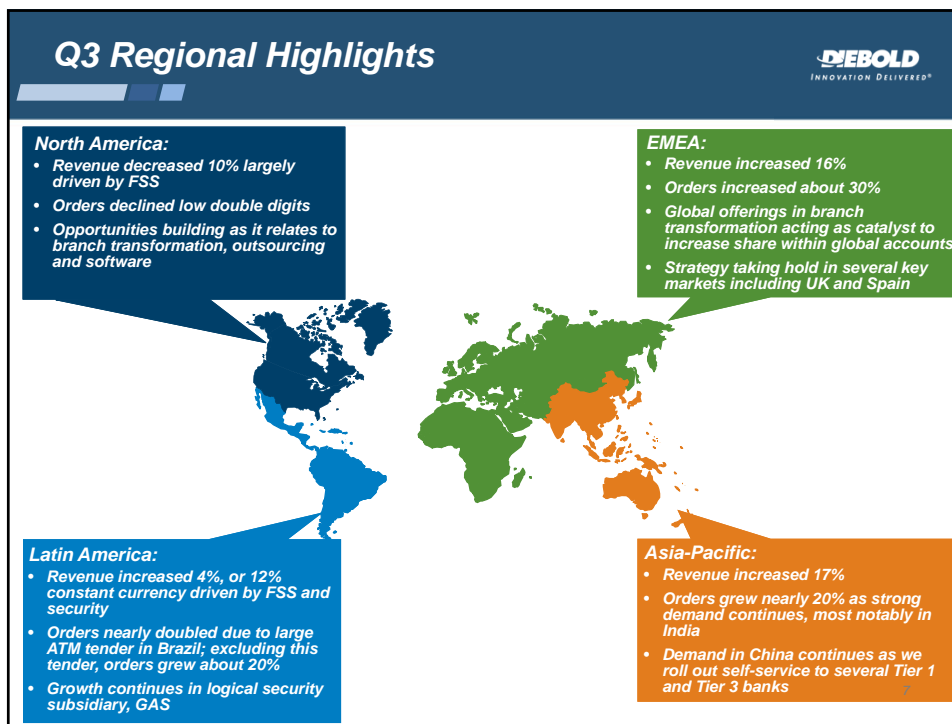 Q3 Regional Highlights
DIEBOLD
INNOVATION DELIVERED®
North America:
• Revenue decreased 10% largely
driven by FSS
• Orders declined low double digits
• Opportunities building as it relates to
branch transformation, outsourcing
and software
EMEA:
• Revenue increased 16%
• Orders increased about 30%
• Global offerings in branch
transformation acting as catalyst to
increase share within global accounts
• Strategy taking hold in several key
markets including UK and Spain
Latin America:
• Revenue increased 4%, or 12%
constant currency driven by FSS and
security
• Orders nearly doubled due to large
ATM tender in Brazil; excluding this
tender, orders grew about 20%
• Growth continues in logical security
subsidiary, GAS
Asia-Pacific:
• Revenue increased 17%
• Orders grew nearly 20% as strong
demand continues, most notably in
India
• Demand in China continues as we
roll out self-service to several Tier 1
and Tier 3 banks
7